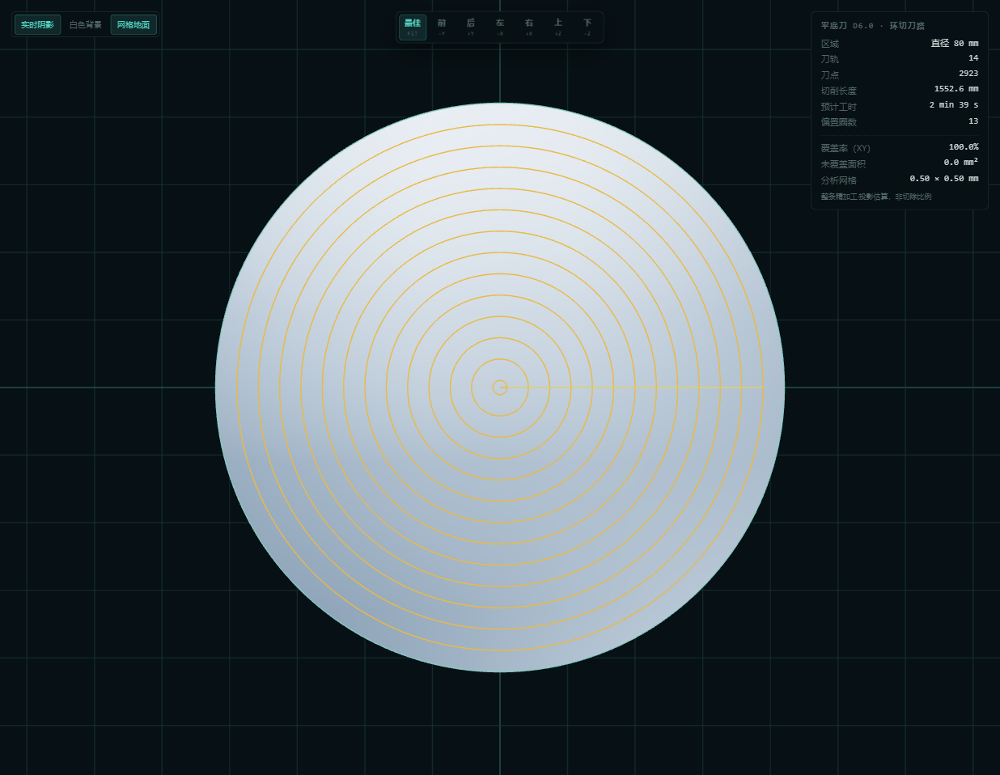 实时阴影 白色背景 网格地面
最佳 前 后 左 右 上 下
FIT -Y +Y -X +X +Z -Z
平底刀 D6.0 · 环切刀路
区域 直径 80 mm
刀轨 14
刀点 2923
切削长度 1552.6 mm
预计工时 2 min 39 s
偏置圈数 13
覆盖率 (XY) 100.0%
未覆盖面积 0.0 mm²
分析网格 0.50 × 0.50 mm
整条精加工投影估算，非切除比例